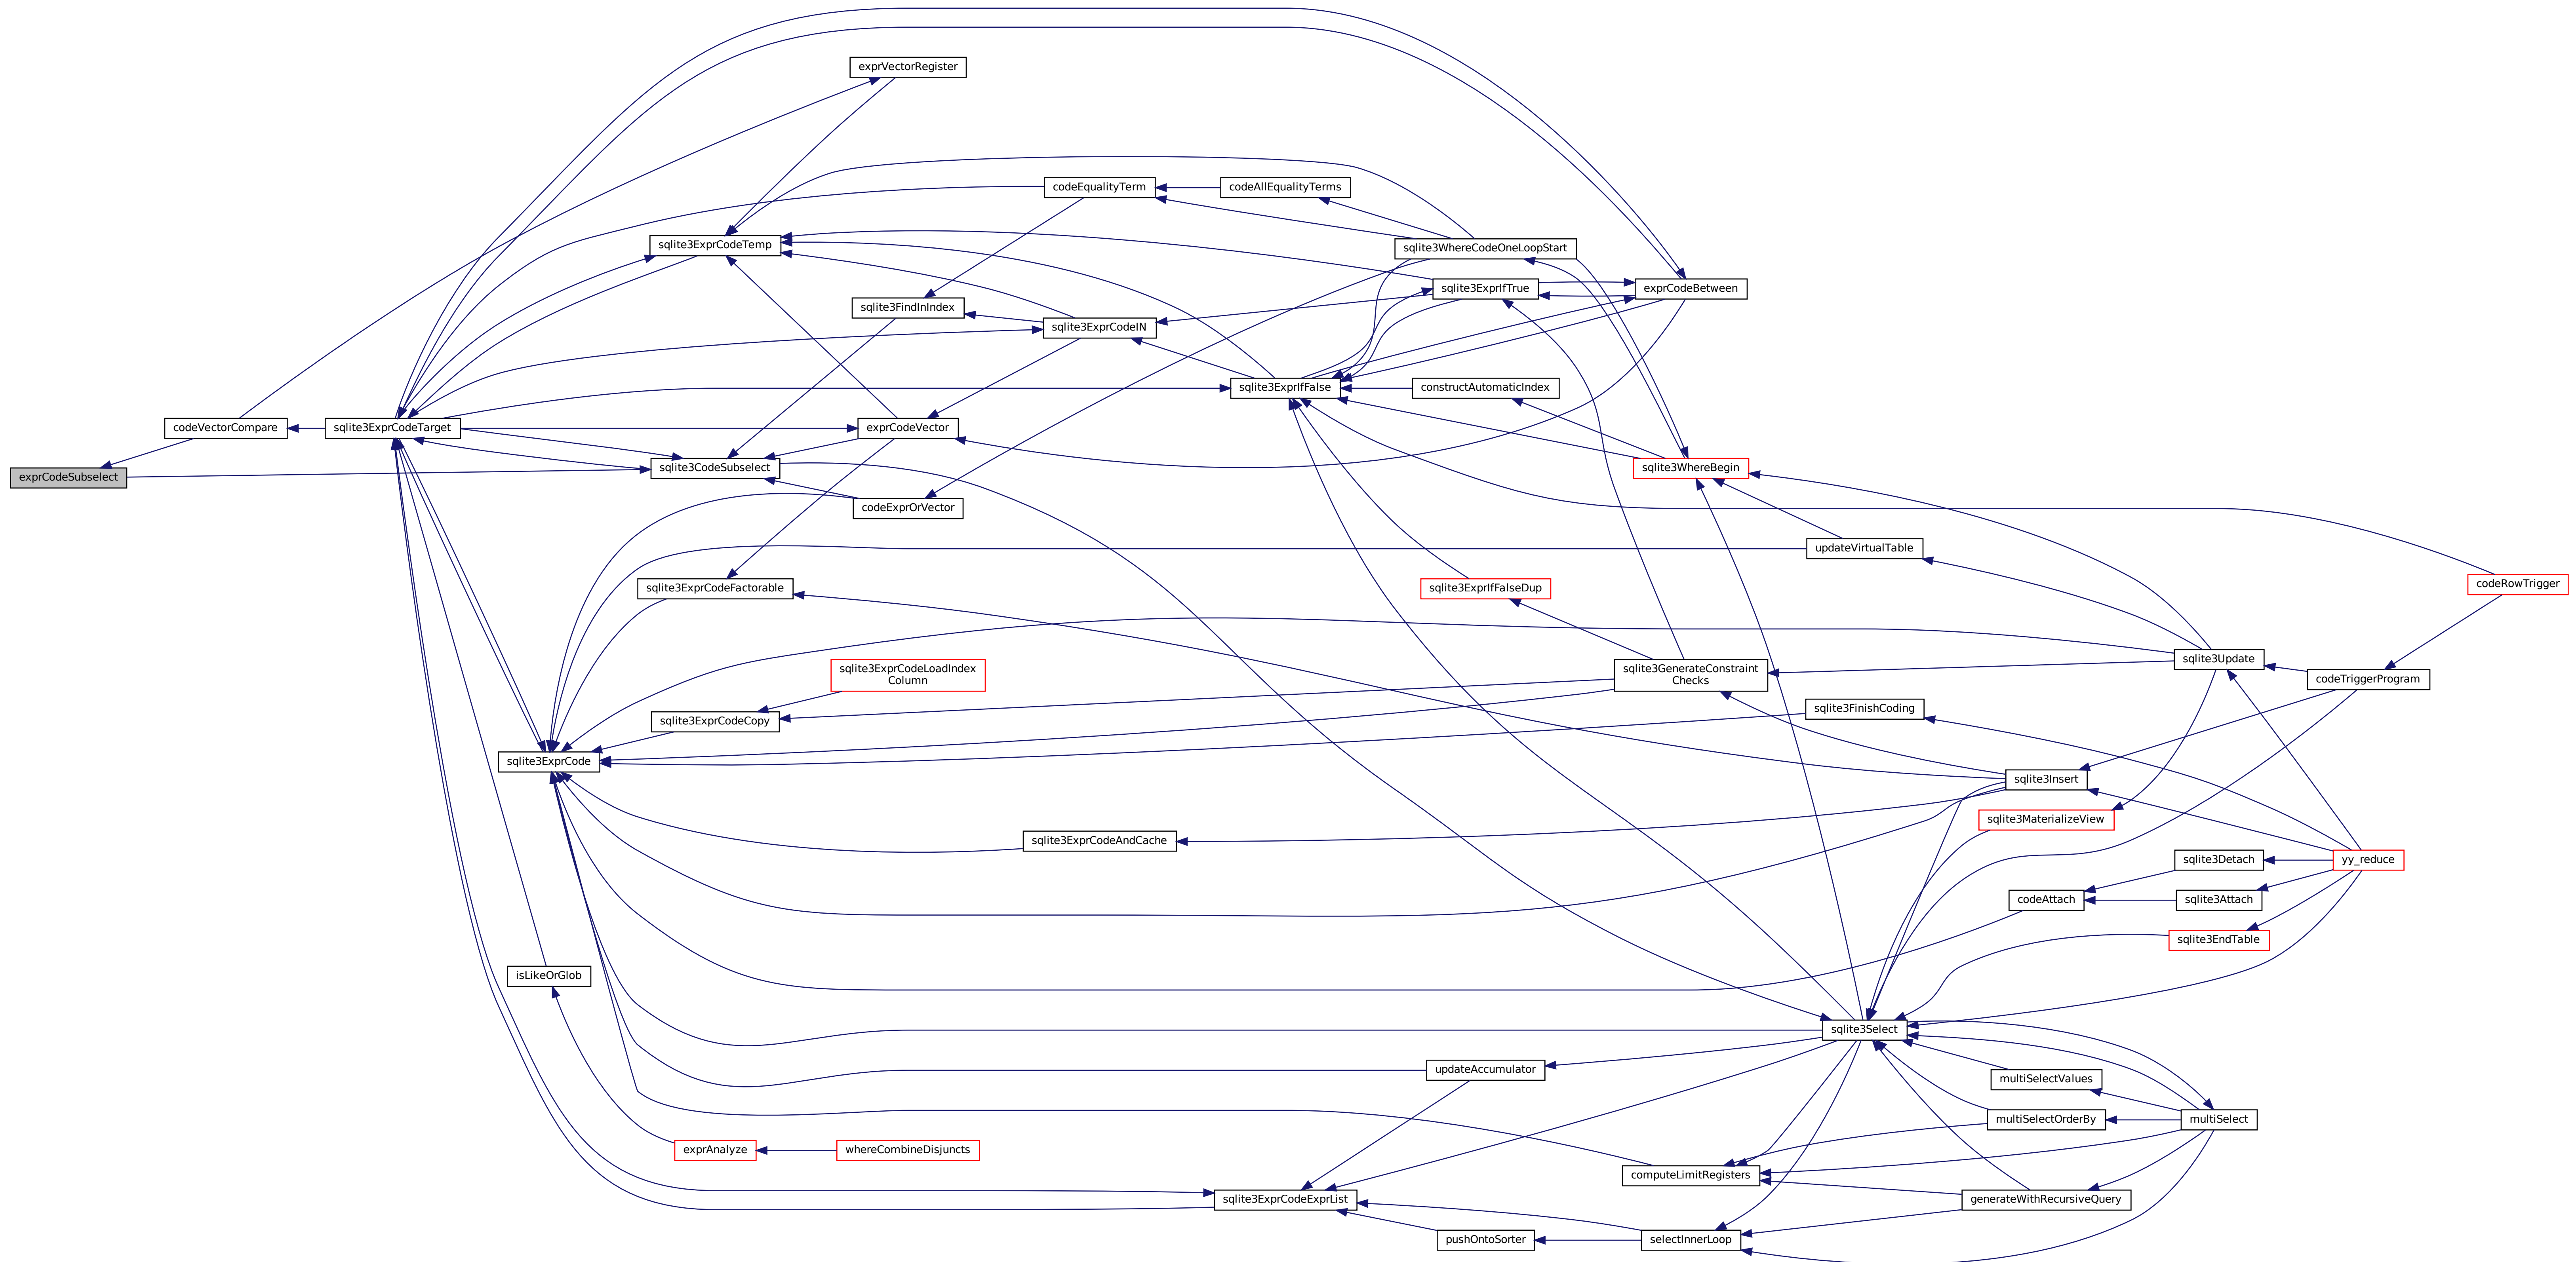 exprVectorRegister
codeEqualityTerm
codeAllEqualityTerms
sqlite3ExprCodeTemp
sqlite3WhereCodeOneLoopStart
sqlite3FindInIndex
sqlite3ExprIfTrue
exprCodeBetween
sqlite3ExprCodeIN
sqlite3ExprIfFalse
constructAutomaticIndex
codeVectorCompare
sqlite3ExprCodeTarget
exprCodeVector
exprCodeSubselect
sqlite3CodeSubselect
sqlite3WhereBegin
codeExprOrVector
updateVirtualTable
sqlite3ExprCodeFactorable
sqlite3ExprIfFalseDup
codeRowTrigger
sqlite3ExprCodeLoadIndex
Column
sqlite3GenerateConstraint
Checks
sqlite3Update
codeTriggerProgram
sqlite3ExprCodeCopy
sqlite3FinishCoding
sqlite3ExprCode
sqlite3Insert
sqlite3MaterializeView
sqlite3ExprCodeAndCache
sqlite3Detach
yy_reduce
codeAttach
sqlite3Attach
sqlite3EndTable
isLikeOrGlob
sqlite3Select
updateAccumulator
multiSelectValues
multiSelectOrderBy
multiSelect
exprAnalyze
whereCombineDisjuncts
computeLimitRegisters
sqlite3ExprCodeExprList
generateWithRecursiveQuery
pushOntoSorter
selectInnerLoop